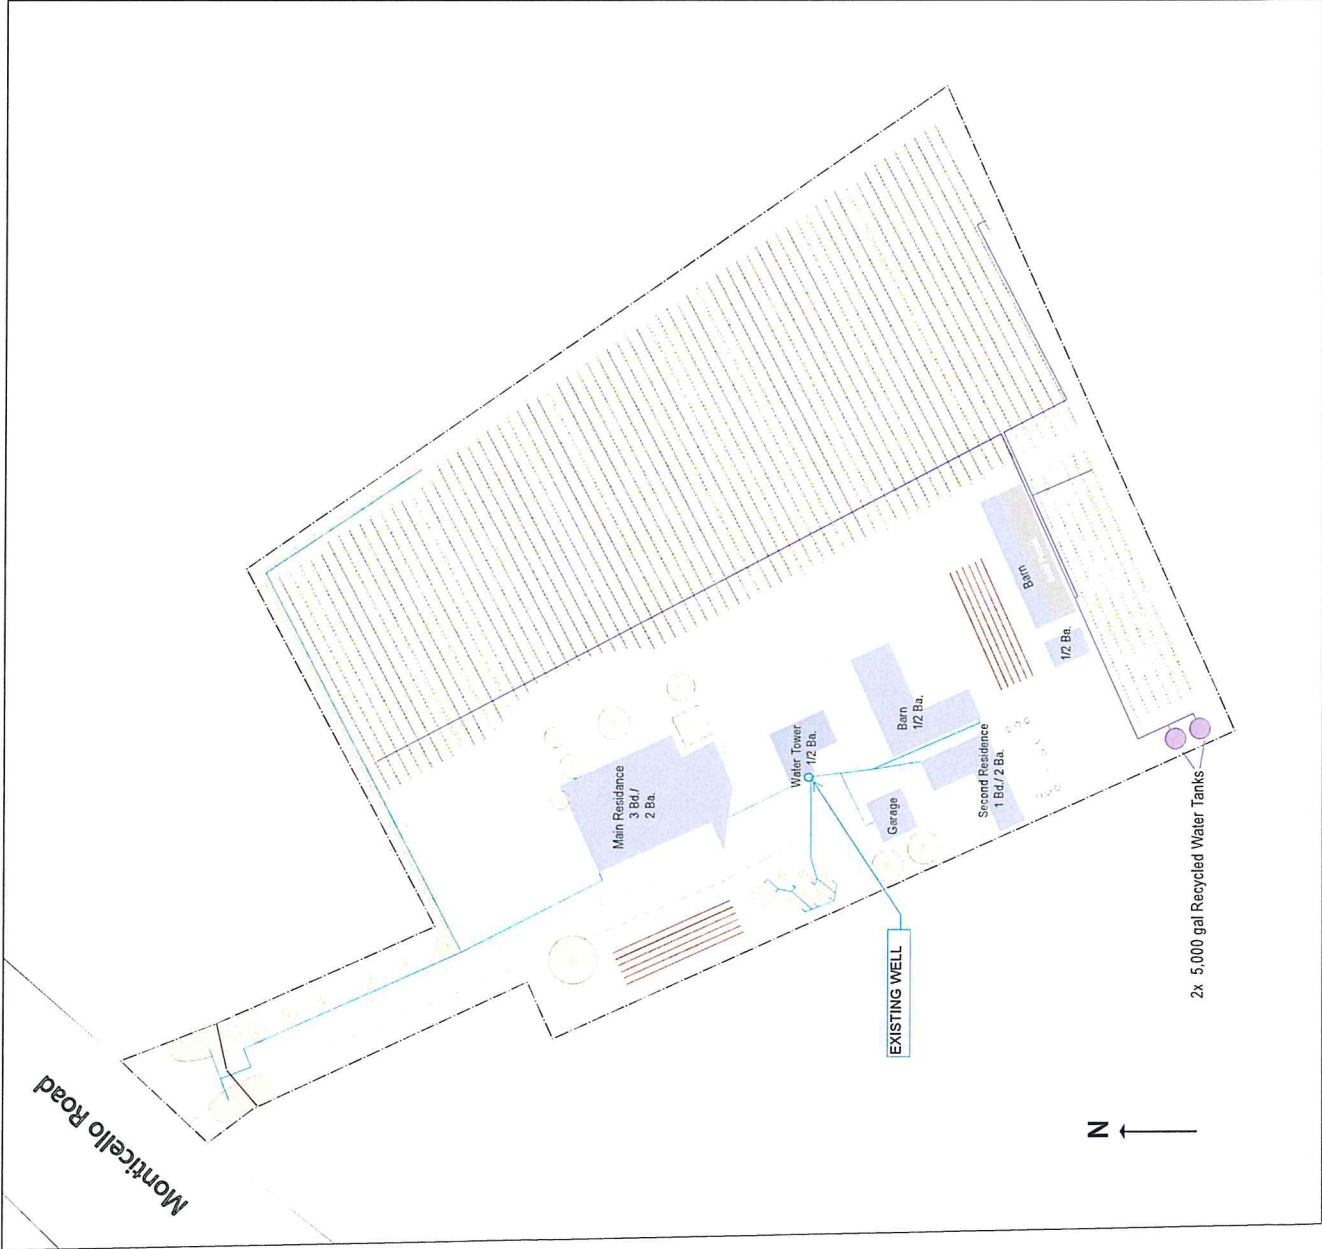 Monticello Road
Main Residance
3 Bd./
2 Ba.
Water Tower
1/2 Ba.
Barn
1/2 Ba.
Barn
1/2 Ba.
Garage
Second Residence
1 Bd./ 2 Ba.
EXISTING WELL
2x 5,000 gal Recycled Water Tanks
N